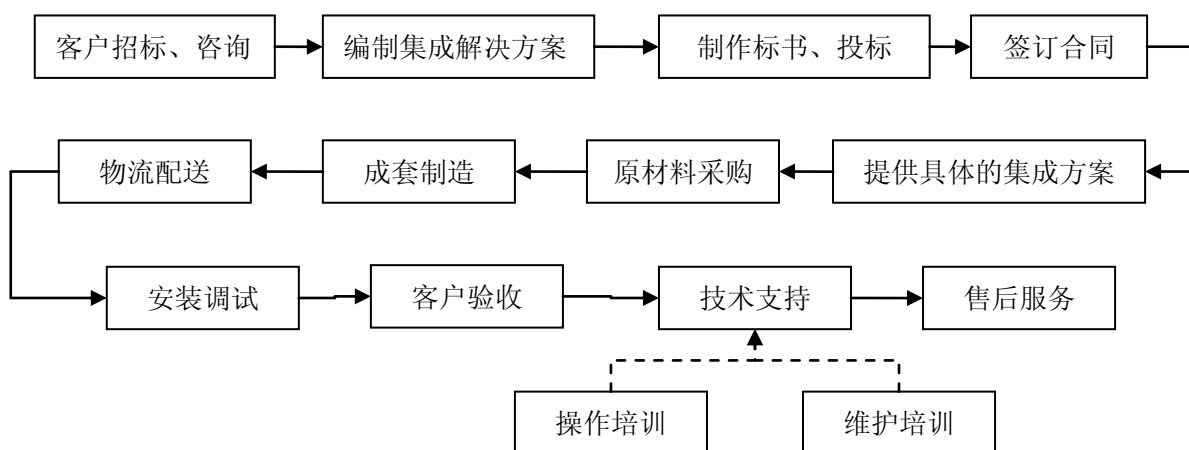 客户招标、咨询
编制集成解决方案
制作标书、投标
签订合同
提供具体的集成方案
原材料采购
成套制造
物流配送
安装调试
客户验收
技术支持
售后服务
操作培训
维护培训